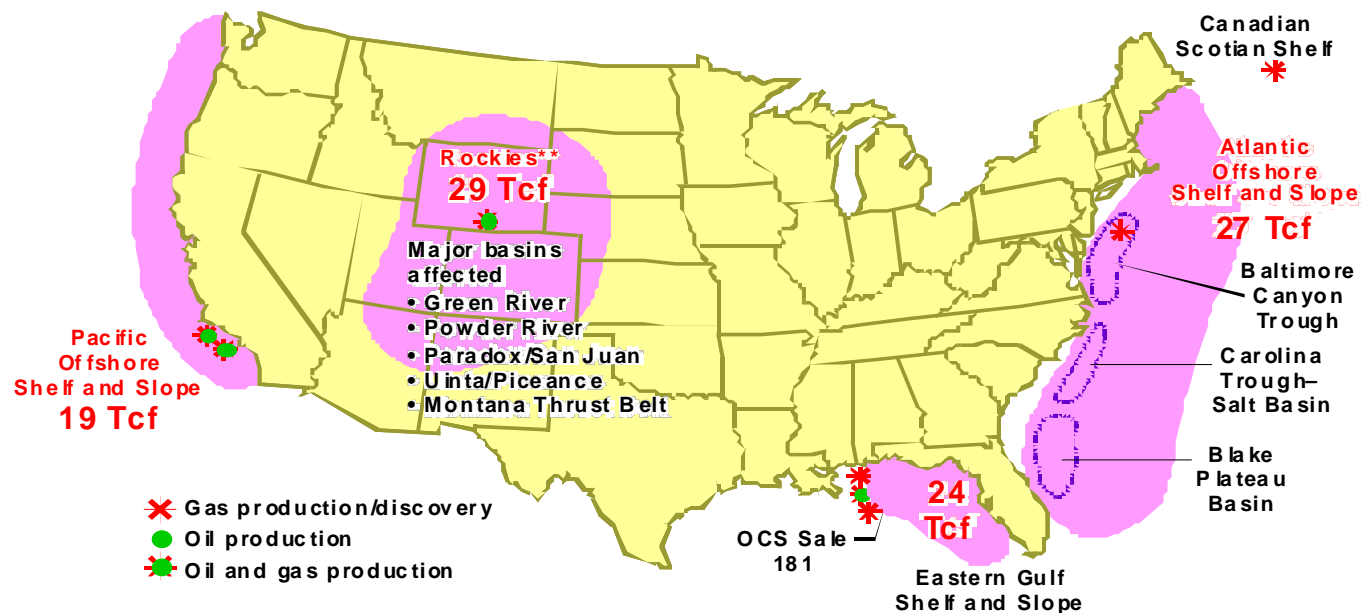 Canadian
Scotian Shelf
Rockies**
29 Tcf
Major basins
affected
• Green River
• Powder River
• Paradox/San Juan
• Uinta/Piceance
• Montana Thrust Belt
Atlantic
Offshore
Shelf and Slope
27 Tcf
Baltimore
Canyon
Trough
Carolina
Trough–
Salt Basin
Blake
Plateau
Basin
Pacific
Offshore
Shelf and Slope
19 Tcf
24
Tcf
OCS Sale
181
Eastern Gulf
Shelf and Slope
Gas production/discovery
Oil production
Oil and gas production